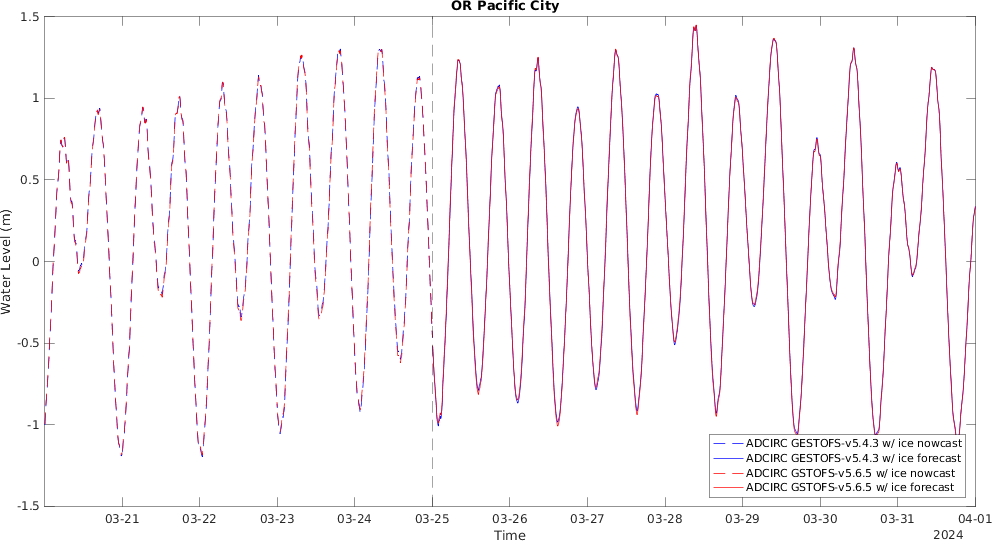 OR Pacific City
1.5
1
0.5
0
-0.5
-1
-1.5
Water Level (m)
03-21 03-22 03-23 03-24 03-25 03-26 03-27 03-28 03-29 03-30 03-31 04-01
Time
2024
ADCIRC GESTOFS-v5.4.3 w/ ice nowcast
ADCIRC GESTOFS-v5.4.3 w/ ice forecast
ADCIRC GSTOFS-v5.6.5 w/ ice nowcast
ADCIRC GSTOFS-v5.6.5 w/ ice forecast